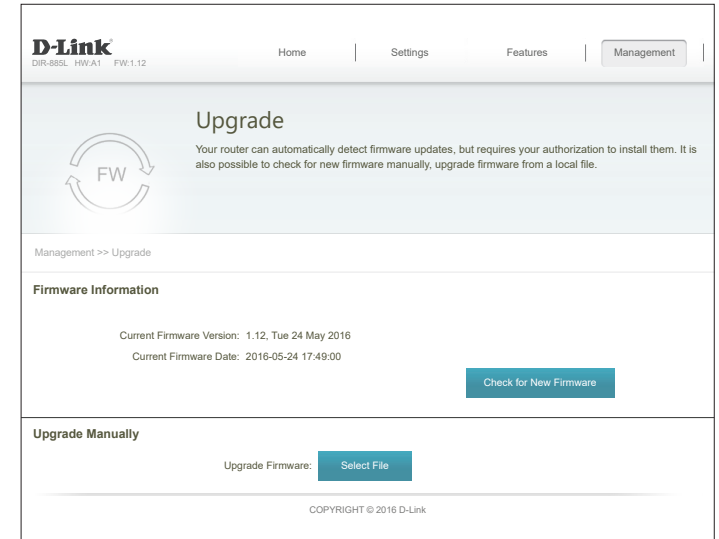 D-Link
DIR-885L HW:A1 FW:1.12
Home Settings Features Management
Upgrade
Your router can automatically detect firmware updates, but requires your authorization to install them. It is
also possible to check for new firmware manually, upgrade firmware from a local file.
FW
Management >> Upgrade
Firmware Information
Current Firmware Version: 1.12, Tue 24 May 2016
Current Firmware Date: 2016-05-24 17:49:00
Check for New Firmware
Upgrade Manually
Upgrade Firmware: Select File
COPYRIGHT © 2016 D-Link